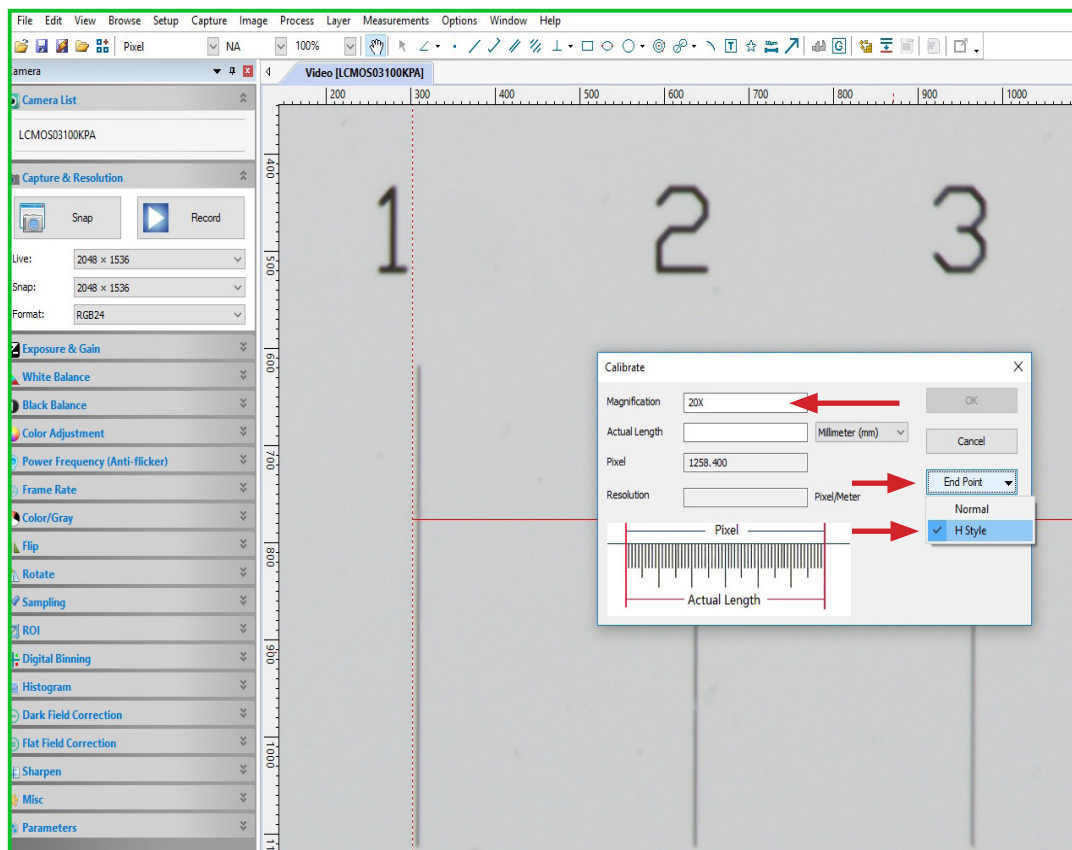 File Edit View Browse Setup Capture Image Process Layer Measurements Options Window Help
Pixel NA 100%
amera
Video [LCMOS03100KPA]
Camera List
LCMOS03100KPA
Capture & Resolution
Snap Record
Live: 2048 × 1536
Snap: 2048 × 1536
Format: RGB24
Exposure & Gain
White Balance
Black Balance
Color Adjustment
Power Frequency (Anti-flicker)
Frame Rate
Color/Gray
Flip
Rotate
Sampling
ROI
Digital Binning
Histogram
Dark Field Correction
Flat Field Correction
Sharpen
Misc
Parameters
200 300 400 500 600 700 800 900 1000
400
500
600
700
800
900
1000
11
1 2 3
Calibrate
Magnification 20X OK
Actual Length Millimeter (mm) Cancel
Pixel 1258.400
End Point
Resolution Pixel/Meter
Normal
H Style
Pixel
Actual Length